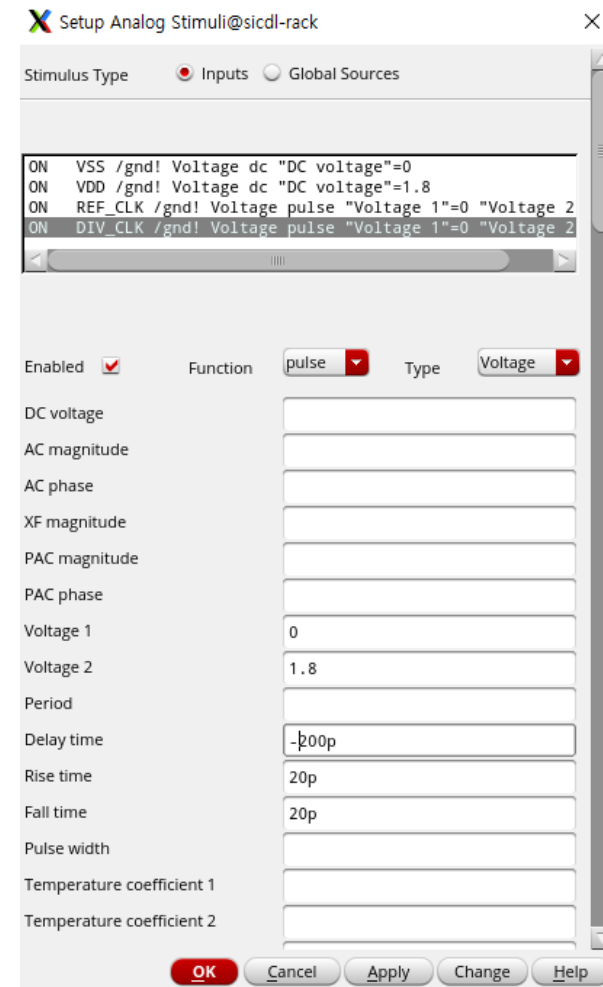 Setup Analog Stimuli@sicdl-rack
Stimulus Type Inputs Global Sources
ON VSS /gnd! Voltage dc "DC voltage"=0
ON VDD /gnd! Voltage dc "DC voltage"=1.8
ON REF_CLK /gnd! Voltage pulse "Voltage 1"=0 "Voltage 2
ON DIV_CLK /gnd! Voltage pulse "Voltage 1"=0 "Voltage 2
Enabled Function pulse Type Voltage
DC voltage
AC magnitude
AC phase
XF magnitude
PAC magnitude
PAC phase
Voltage 1 0
Voltage 2 1.8
Period
Delay time -200p
Rise time 20p
Fall time 20p
Pulse width
Temperature coefficient 1
Temperature coefficient 2
OK Cancel Apply Change Help